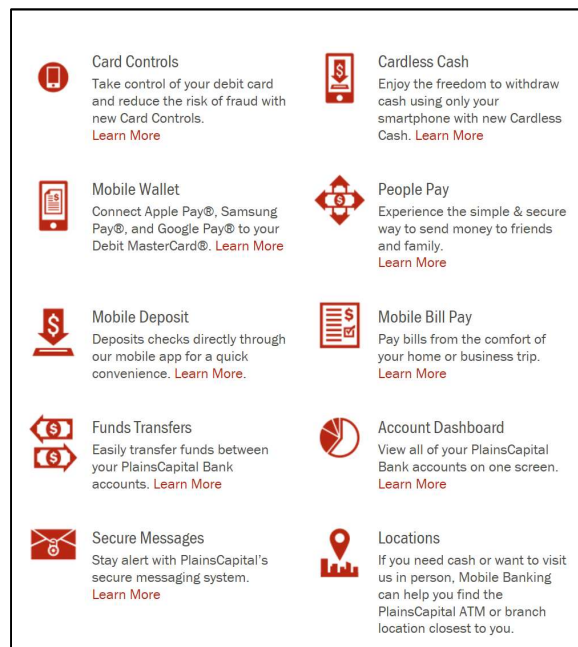 Card Controls
Take control of your debit card
and reduce the risk of fraud with
new Card Controls.
Learn More
Cardless Cash
Enjoy the freedom to withdraw
cash using only your
smartphone with new Cardless
Cash. Learn More
Mobile Wallet
Connect Apple Pay®, Samsung
Pay®, and Google Pay® to your
Debit MasterCard®. Learn More
People Pay
Experience the simple & secure
way to send money to friends
and family.
Learn More
Mobile Deposit
Deposits checks directly through
our mobile app for a quick
convenience. Learn More.
Mobile Bill Pay
Pay bills from the comfort of
your home or business trip.
Learn More
Funds Transfers
Easily transfer funds between
your PlainsCapital Bank
accounts. Learn More
Account Dashboard
View all of your PlainsCapital
Bank accounts on one screen.
Learn More
Secure Messages
Stay alert with PlainsCapital's
secure messaging system.
Learn More
Locations
If you need cash or want to visit
us in person, Mobile Banking
can help you find the
PlainsCapital ATM or branch
location closest to you.